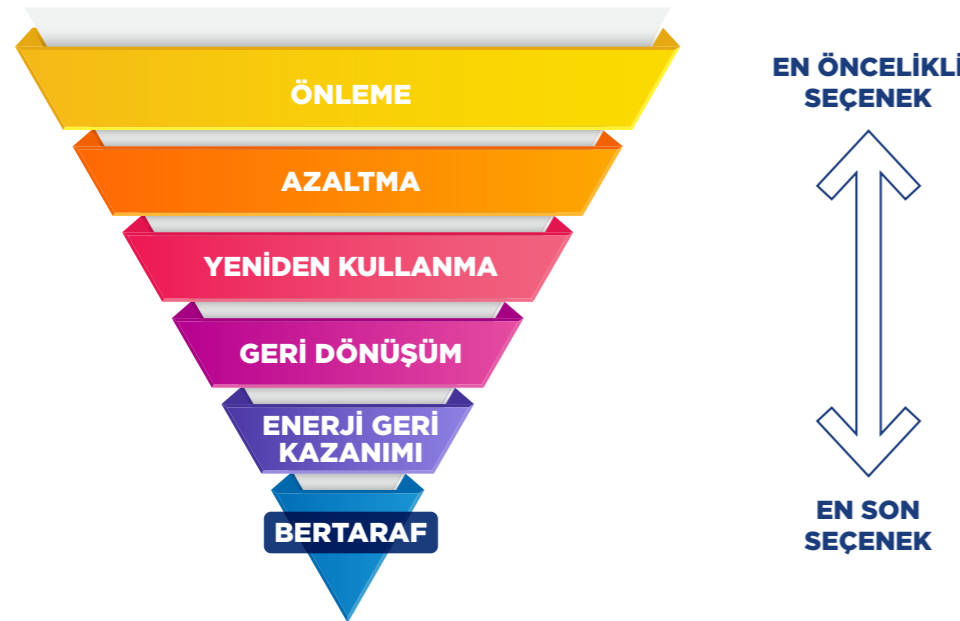 ÖNLEME
AZALTMA
YENİDEN KULLANMA
GERİ DÖNÜŞÜM
ENERJİ GERİ
KAZANIMI
BERTARAF
EN ÖNCELİKLİ
SEÇENEK
EN SON
SEÇENEK